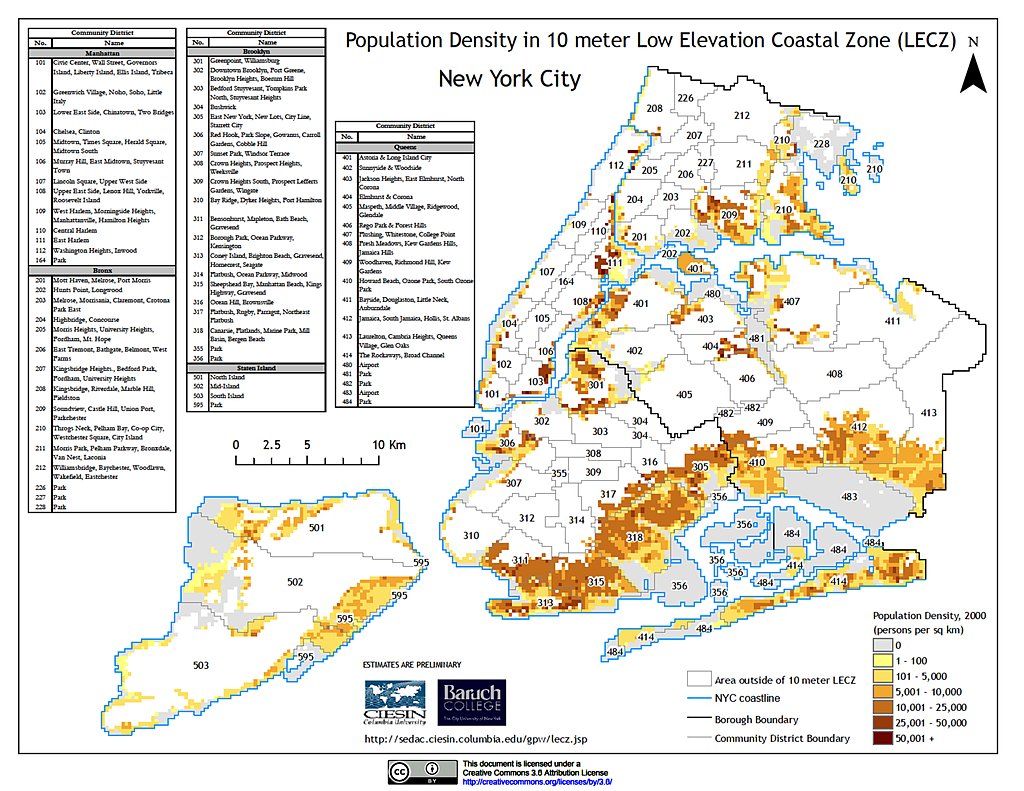 Population Density in 10 meter Low Elevation Coastal Zone (LECZ)
New York City
N
Community District
No. Name
Manhattan
101 Civic Center, Wall Street, Governors
Island, Liberty Island, Ellis Island, Tribeca
102 Greenwich Village, Noho, Soho, Little
Italy
103 Lower East Side, Chinatown, Two Bridges
104 Chelsea, Clinton
105 Midtown, Times Square, Herald Square,
Midtown South
106 Murray Hill, East Midtown, Stuyvesant
Town
107 Lincoln Square, Upper West Side
108 Upper East Side, Lenox Hill, Yorkville,
Roosevelt Island
109 West Harlem, Morningside Heights,
Manhattanville, Hamilton Heights
110 Central Harlem
111 East Harlem
112 Washington Heights, Inwood
164 Park
Bronx
201 Mott Haven, Melrose, Port Morris
202 Hunts Point, Longwood
203 Melrose, Morrisania, Claremont, Crotona
Park East
204 Highbridge, Concourse
205 Morris Heights, University Heights,
Fordham, Mt. Hope
206 East Tremont, Bathgate, Belmont, West
Farms
207 Kingsbridge Heights, Bedford Park,
Fordham, University Heights
208 Kingsbridge, Riverdale, Marble Hill,
Fieldston
209 Soundview, Castle Hill, Union Port,
Parkchester
210 Throgs Neck, Pelham Bay, Co-op City,
Westchester Square, City Island
211 Morris Park, Pelham Parkway, Bronxdale,
Van Nest, Laconia
212 Williamsbridge, Baychester, Woodlawn,
Wakefield, Eastchester
226 Park
227 Park
228 Park
Community District
No. Name
Brooklyn
301 Greenpoint, Williamsburg
302 Downtown Brooklyn, Fort Greene,
Brooklyn Heights, Boerum Hill
303 Bedford Stuyvesant, Tompkins Park
North, Stuyvesant Heights
304 Bushwick
305 East New York, New Lots, City Line,
Starrett City
306 Red Hook, Park Slope, Gowanus, Carroll
Gardens, Cobble Hill
307 Sunset Park, Windsor Terrace
308 Crown Heights, Prospect Heights,
Weeksville
309 Crown Heights South, Prospect Lefferts
Gardens, Wingate
310 Bay Ridge, Dyker Heights, Fort Hamilton
311 Bensonhurst, Mapleton, Bath Beach,
Gravesend
312 Borough Park, Ocean Parkway,
Kensington
313 Coney Island, Brighton Beach, Gravesend,
Homecrest, Seagate
314 Flatbush, Ocean Parkway, Midwood
315 Sheepshead Bay, Manhattan Beach, Kings
Highway, Gravesend
316 Ocean Hill, Brownsville
317 Flatbush, Rugby, Farragut, Northeast
Flatbush
318 Canarsie, Flatlands, Marine Park, Mill
Basin, Bergen Beach
355 Park
356 Park
Staten Island
501 North Island
502 Mid-Island
503 South Island
595 Park
Community District
No. Name
Queens
401 Astoria & Long Island City
402 Sunnyside & Woodside
403 Jackson Heights, East Elmhurst, North
Corona
404 Elmhurst & Corona
405 Maspeth, Middle Village, Ridgewood,
Glendale
406 Rego Park & Forest Hills
407 Flushing, Whitestone, College Point
408 Fresh Meadows, Kew Gardens Hills,
Jamaica Hills
409 Woodhaven, Richmond Hill, Kew
Gardens
410 Howard Beach, Ozone Park, South Ozone
Park
411 Bayside, Douglaston, Little Neck,
Auburndale
412 Jamaica, South Jamaica, Hollis, St. Albans
413 Laurelton, Cambria Heights, Queens
Village, Glen Oaks
414 The Rockaways, Broad Channel
480 Airport
481 Park
482 Park
483 Airport
484 Park
0 2.5 5 10 Km
226
208
212
207
210
228
210
112
227
211
205
206
210
204
203
209
210
109
110
201
202
202
111
401
107
164
480
108
401
407
411
104
105
403
481
404
106
402
102
406
408
103
301
405
101
482
482
413
101
302
304
409
412
303
304
306
308
316
305
410
355
309
307
317
356
483
312
314
356
501
310
318
484
484
484
311
356
414
595
356
414
502
315
356
484
356
595
313
414
595
484
414
503
595
484
ESTIMATES ARE PRELIMINARY
CIESIN
Columbia University
Baruch
COLLEGE
The City University of New York
http://sedac.ciesin.columbia.edu/gpw/lecz.jsp
Area outside of 10 meter LECZ
NYC coastline
Borough Boundary
Community District Boundary
Population Density, 2000
(persons per sq km)
0
1 - 100
101 - 5,000
5,001 - 10,000
10,001 - 25,000
25,001 - 50,000
50,001 +
cc BY
This document is licensed under a
Creative Commons 3.0 Attribution License
http://creativecommons.org/licenses/by/3.0/